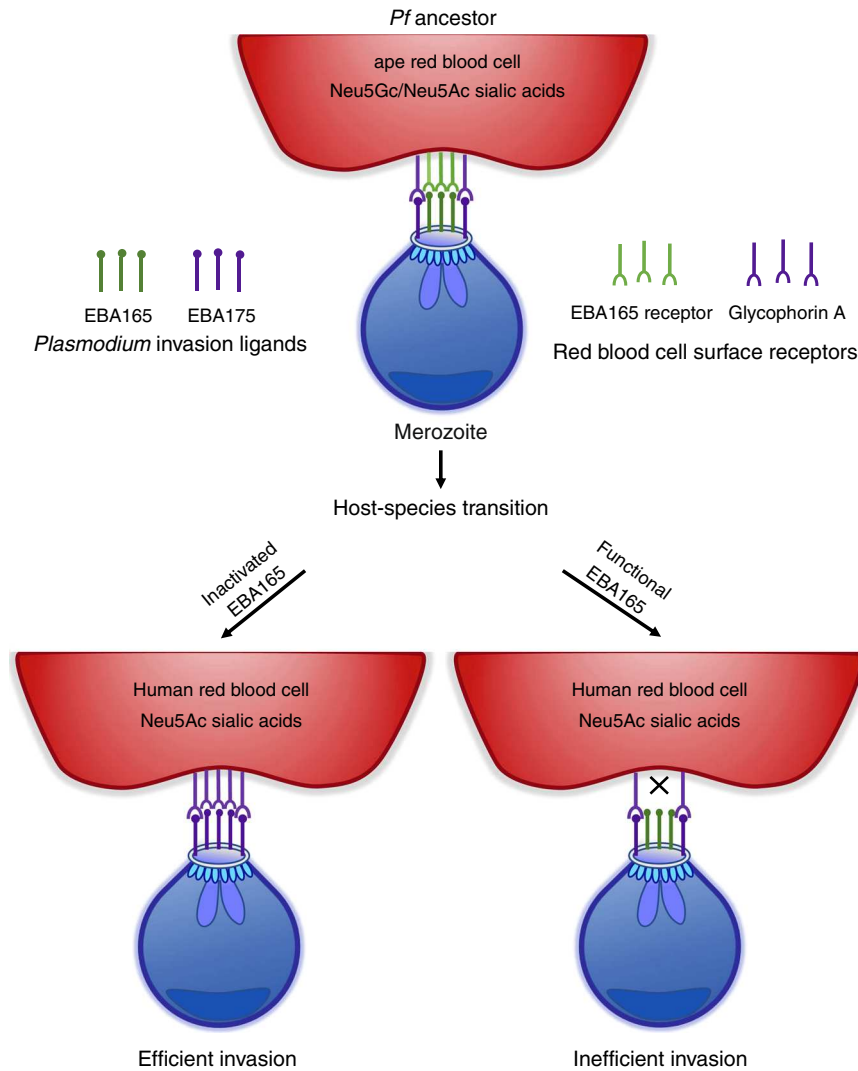 Pf ancestor
ape red blood cell
Neu5Gc/Neu5Ac sialic acids
EBA165 EBA175
Plasmodium invasion ligands
EBA165 receptor Glycophorin A
Red blood cell surface receptors
Merozoite
Host-species transition
Inactivated
EBA165
Functional
EBA165
Human red blood cell
Neu5Ac sialic acids
Human red blood cell
Neu5Ac sialic acids
Efficient invasion
Inefficient invasion